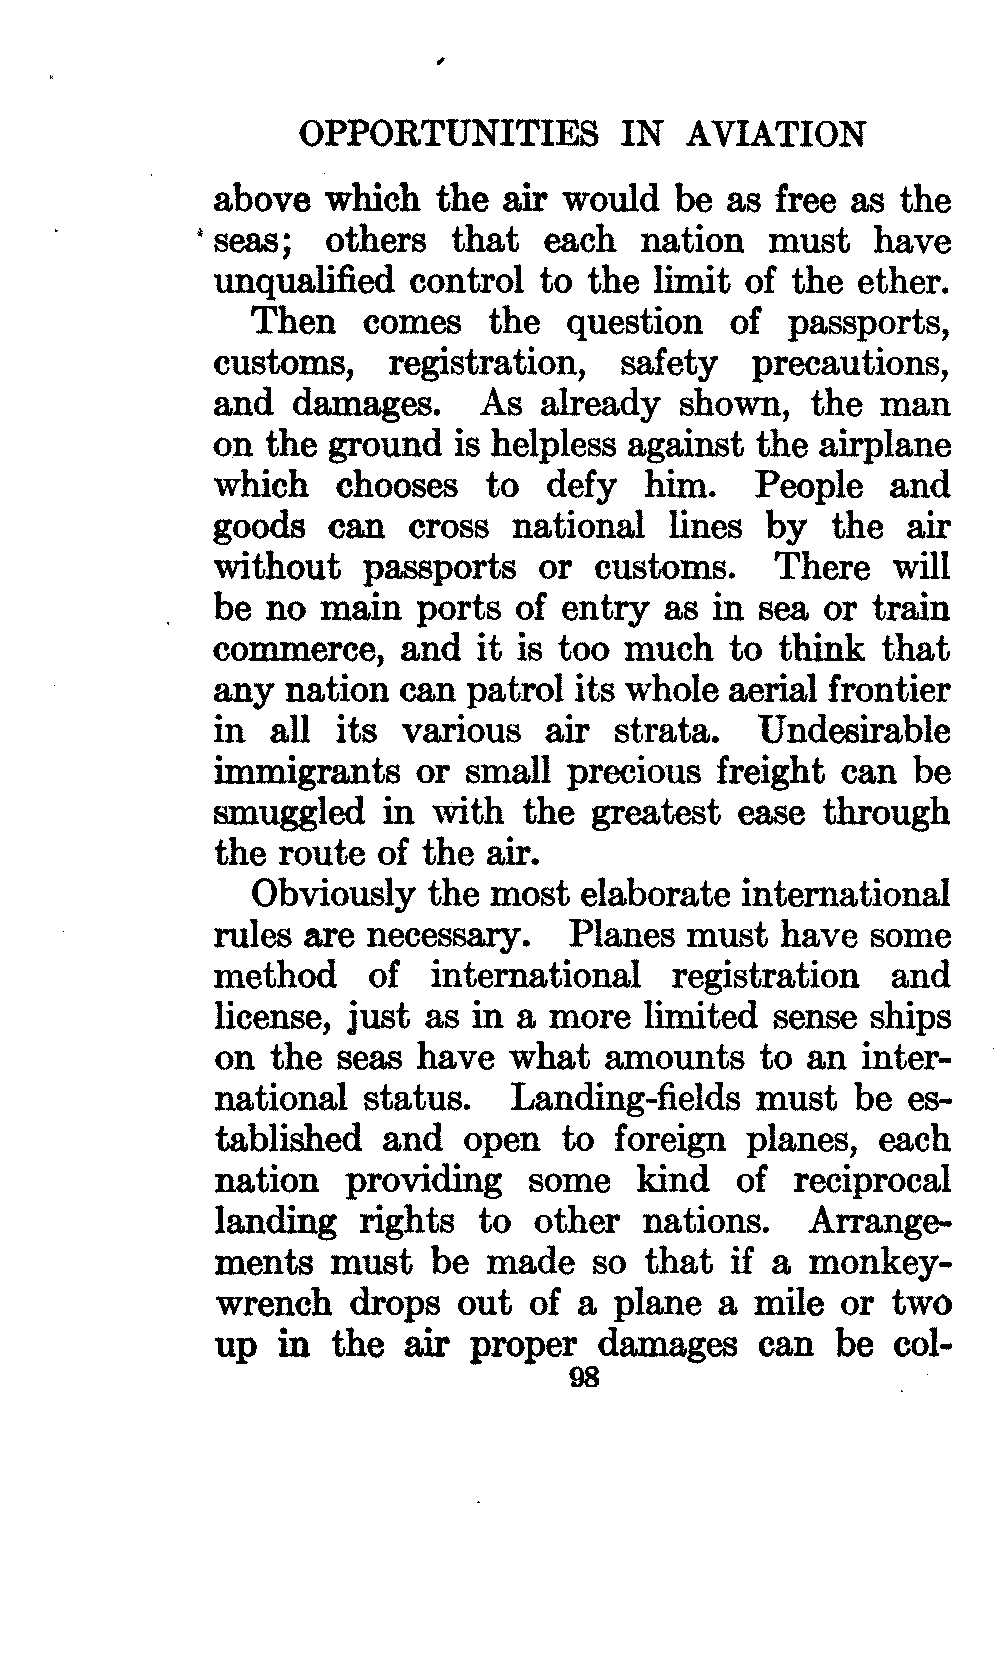 OPPORTUNITIES IN AVIATION
above which the air would be as free as the
seas; others that each nation must have
unqualified control to the limit of the ether.
Then comes the question of passports,
customs, registration, safety precautions,
and damages. As already shown, the man
on the ground is helpless against the airplane
which chooses to defy him. People and
goods can cross national lines by the air
without passports or customs. There will
be no main ports of entry as in sea or train
commerce, and it is too much to think that
any nation can patrol its whole aerial frontier
in all its various air strata. Undesirable
immigrants or small precious freight can be
smuggled in with the greatest ease through
the route of the air.
Obviously the most elaborate international
rules are necessary. Planes must have some
method of international registration and
license, just as in a more limited sense ships
on the seas have what amounts to an inter-
national status. Landing-fields must be es-
tablished and open to foreign planes, each
nation providing some kind of reciprocal
landing rights to other nations. Arrange-
ments must be made so that if a monkey-
wrench drops out of a plane a mile or two
up in the air proper damages can be col-
98